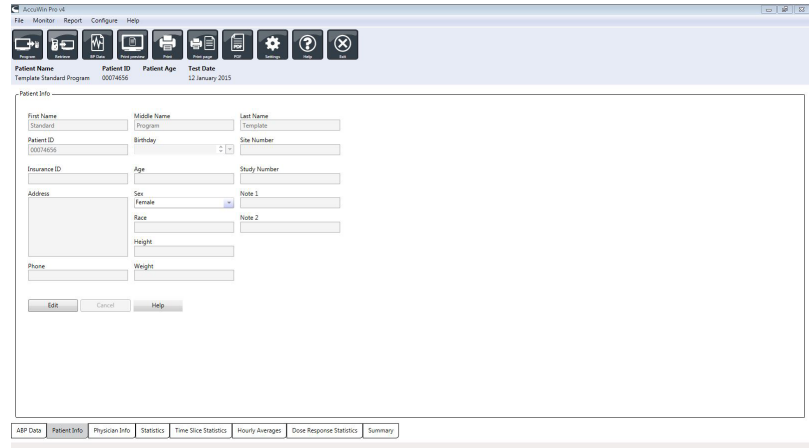 AccuWin Pro v4
File Monitor Report Configure Help
Program Retrieve BP Data Print preview Print Print page PDF Settings Help Exit
Patient Name Patient ID Patient Age Test Date
Template Standard Program 00074656 12 January 2015
Patient Info
First Name Middle Name Last Name
Standard Program Template
Patient ID Birthday Site Number
00074656
Insurance ID Age Study Number
Address Sex Note 1
Female
Race Note 2
Height
Phone Weight
Edit Cancel Help
ABP Data Patient Info Physician Info Statistics Time Slice Statistics Hourly Averages Dose Response Statistics Summary